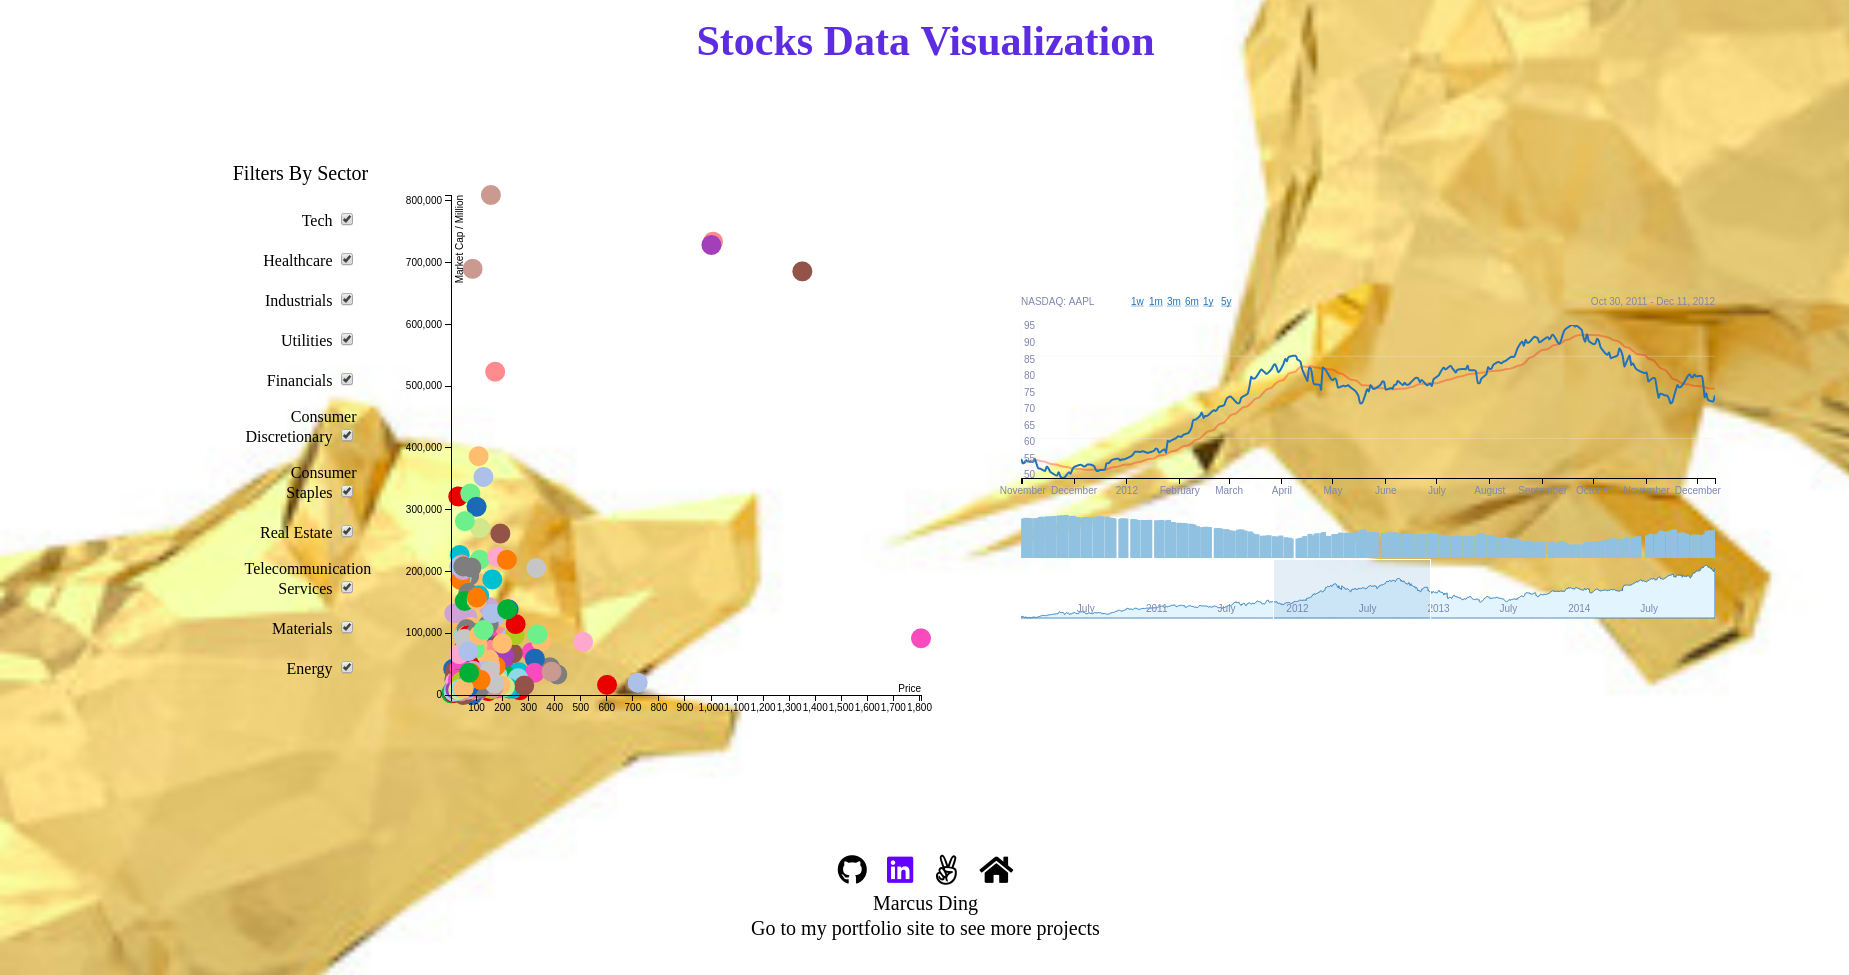 Stocks Data Visualization
Filters By Sector
Tech
Healthcare
Industrials
Utilities
Financials
Consumer
Discretionary
Consumer
Staples
Real Estate
Telecommunication
Services
Materials
Energy
800,000
700,000
600,000
500,000
400,000
300,000
200,000
100,000
0
Market Cap / Million
Price
100 200 300 400 500 600 700 800 900 1,000 1,100 1,200 1,300 1,400 1,500 1,600 1,700 1,800
NASDAQ: AAPL 1w 1m 3m 6m 1y 5y Oct 30, 2011 - Dec 11, 2012
95
90
85
80
75
70
65
60
55
50
November December 2012 February March April May June July August September October November December
July 2011 July 2012 July 2013 July 2014 July
in
Marcus Ding
Go to my portfolio site to see more projects